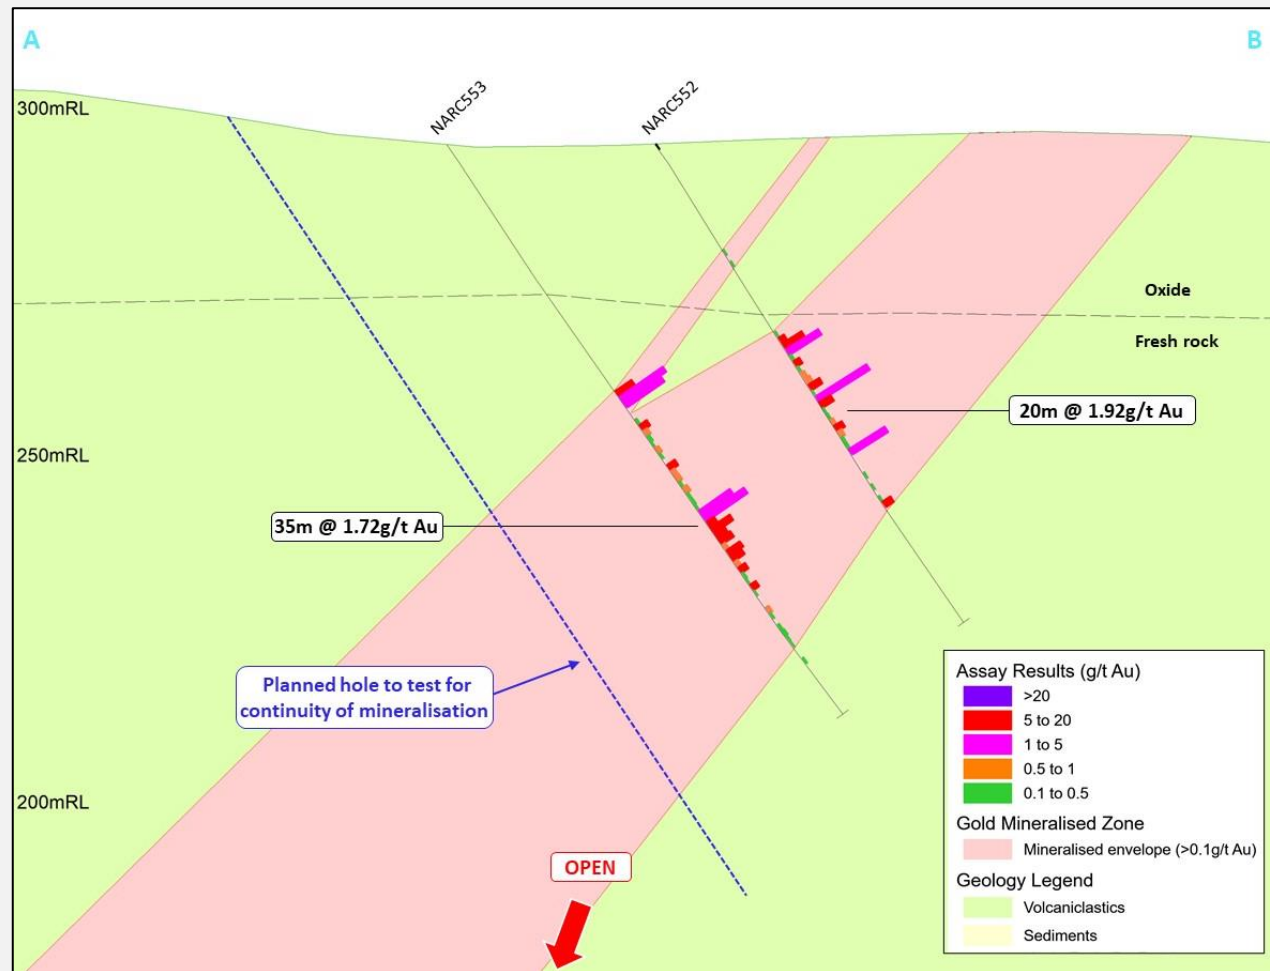 A
B
NARC553
NARC552
300mRL
Oxide
Fresh rock
20m @ 1.92g/t Au
250mRL
35m @ 1.72g/t Au
Planned hole to test for
continuity of mineralisation
200mRL
OPEN
Assay Results (g/t Au)
>20
5 to 20
1 to 5
0.5 to 1
0.1 to 0.5
Gold Mineralised Zone
Mineralised envelope (>0.1g/t Au)
Geology Legend
Volcaniclastics
Sediments